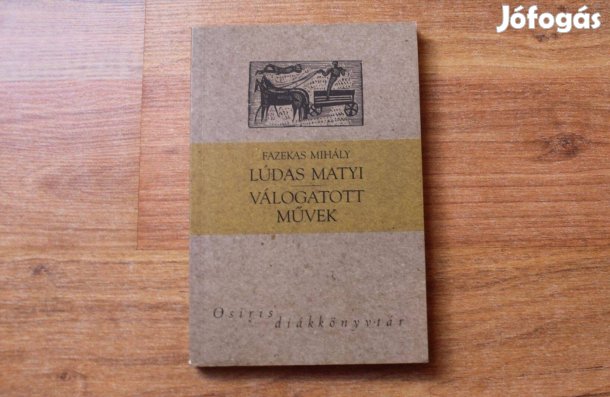 Jófogás
FAZEKAS MIHÁLY
LÚDAS MATYI
VÁLOGATOTT
MŰVEK
Osiris
diákkönyvtár